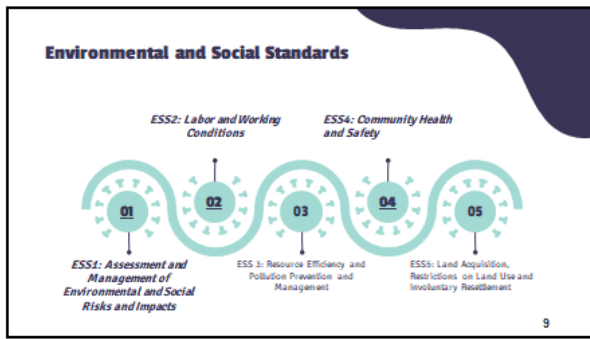 Environmental and Social Standards
ESS2: Labor and Working
Conditions
ESS4: Community Health
and Safety
01
02
03
04
05
ESS1: Assessment and
Management of
Environmental and Social
Risks and Impacts
ESS 3: Resource Efficiency and
Pollution Prevention and
Management
ESS5: Land Acquisition,
Restrictions on Land Use and
Involuntary Resettlement
9